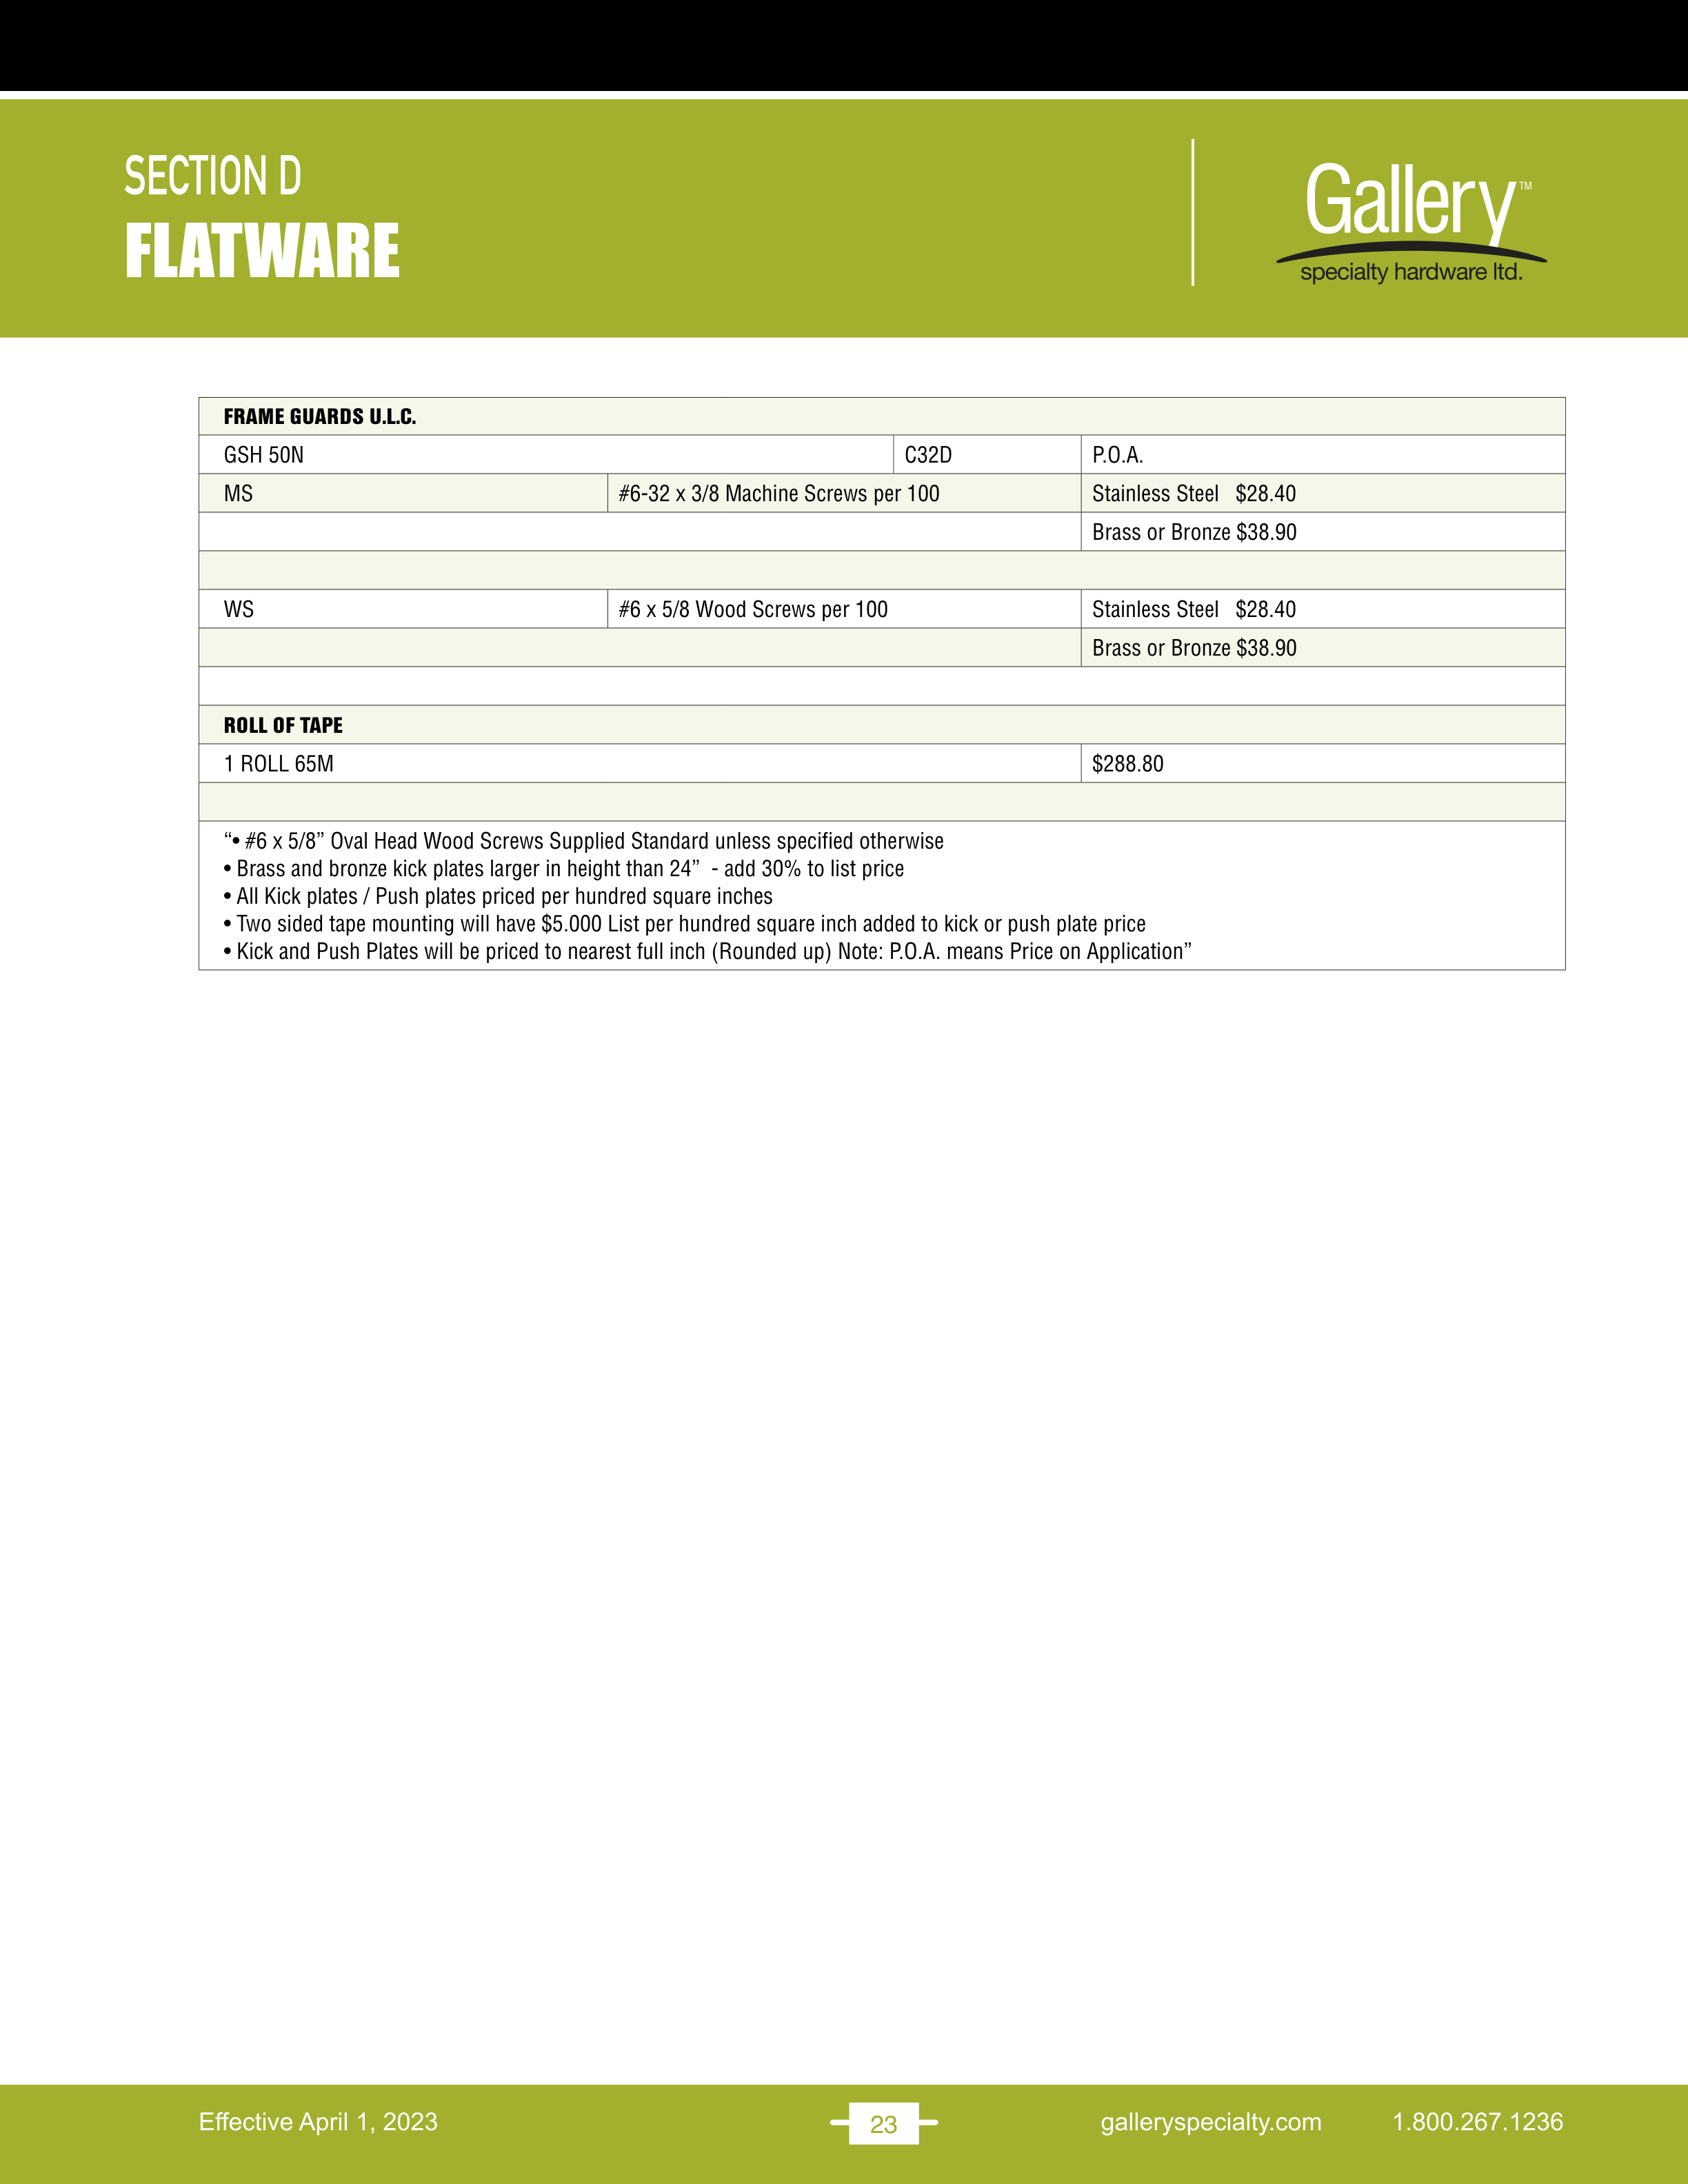 SECTION D
FLATWARE
Gallery™
specialty hardware ltd.
FRAME GUARDS U.L.C.
GSH 50N C32D P.O.A.
MS #6-32 x 3/8 Machine Screws per 100 Stainless Steel $28.40
Brass or Bronze $38.90
WS #6 x 5/8 Wood Screws per 100 Stainless Steel $28.40
Brass or Bronze $38.90
ROLL OF TAPE
1 ROLL 65M $288.80
“• #6 x 5/8” Oval Head Wood Screws Supplied Standard unless specified otherwise
• Brass and bronze kick plates larger in height than 24” - add 30% to list price
• All Kick plates / Push plates priced per hundred square inches
• Two sided tape mounting will have $5.000 List per hundred square inch added to kick or push plate price
• Kick and Push Plates will be priced to nearest full inch (Rounded up) Note: P.O.A. means Price on Application”
Effective April 1, 2023 23 galleryspecialty.com 1.800.267.1236